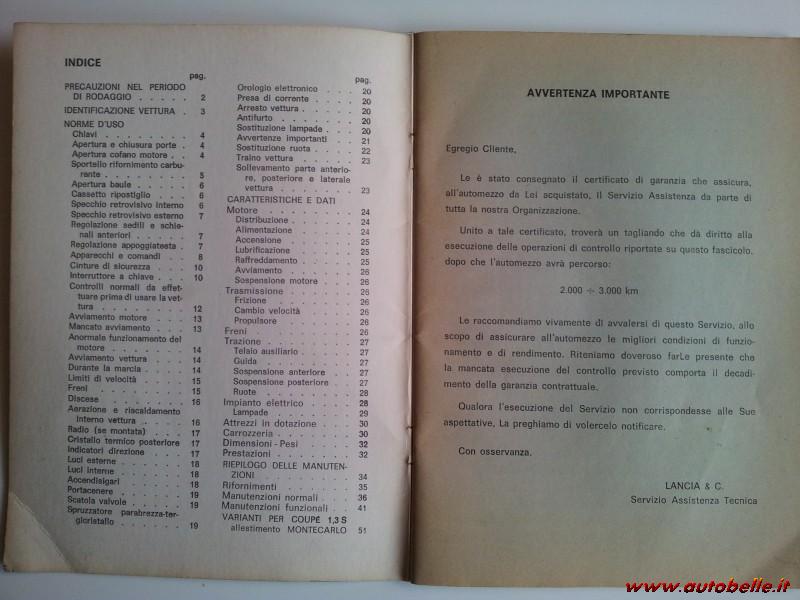 INDICE
pag.
PRECAUZIONI NEL PERIODO
DI RODAGGIO . . . . . 2
IDENTIFICAZIONE VETTURA . 3
NORME D'USO
Chiavi . . . . . . . . 4
Apertura e chiusura porte . 4
Apertura cofano motore . . 4
Sportello rifornimento carbu-
rante . . . . . . . . 5
Apertura baule . . . . . 6
Cassetto ripostiglio . . . . 6
Specchio retrovisivo interno 6
Specchio retrovisivo esterno 7
Regolazione sedili e schie-
nali anteriori . . . . . 7
Regolazione appoggiatesta . 7
Apparecchi e comandi . . . 8
Cinture di sicurezza . . . . 10
Interruttore a chiave . . . . 10
Controlli normali da effet-
tuare prima di usare la vet-
tura . . . . . . . . 12
Avviamento motore . . . . 13
Mancato avviamento . . . . 13
Anormale funzionamento del
motore . . . . . . . 14
Avviamento vettura . . . . 14
Durante la marcia . . . . . 14
Limiti di velocità . . . . . 15
Freni . . . . . . . . 15
Discese . . . . . . . . 16
Aerazione e riscaldamento
interno vettura . . . . . 16
Radio (se montata) . . . . 17
Cristallo termico posteriore 17
Indicatori direzione . . . . 17
Luci esterne . . . . . . 18
Luci interne . . . . . . 18
Accendisigari . . . . . . 18
Portacenere . . . . . . 19
Scatola valvole . . . . . 19
Spruzzatore parabrezza-ter-
gicristallo . . . . . . 19
pag.
Orologio elettronico . . . 20
Presa di corrente . . . . 20
Arresto vettura . . . . . 20
Antifurto . . . . . . . 20
Sostituzione lampade . . . 20
Avvertenze importanti . . . 21
Sostituzione ruota . . . . 22
Traino vettura . . . . . 23
Sollevamento parte anterio-
re, posteriore e laterale
vettura . . . . . . . 23
CARATTERISTICHE E DATI
Motore . . . . . . . . 24
Distribuzione . . . . . . 24
Alimentazione . . . . . 24
Accensione . . . . . . 25
Lubrificazione . . . . . 25
Raffreddamento . . . . . 25
Avviamento . . . . . . 26
Sospensione motore . . . 26
Trasmissione . . . . . . 26
Frizione . . . . . . . 26
Cambio velocità . . . . . 26
Propulsore . . . . . . 26
Freni . . . . . . . . 26
Trazione . . . . . . . 27
Telaio ausiliario . . . . . 27
Guida . . . . . . . . 27
Sospensione anteriore . . . 27
Sospensione posteriore . . 27
Ruote . . . . . . . . 28
Impianto elettrico . . . . . 28
Lampade . . . . . . . 29
Attrezzi in dotazione . . . . 30
Carrozzeria . . . . . . . 30
Dimensioni - Pesi . . . . . 32
Prestazioni . . . . . . . 32
RIEPILOGO DELLE MANUTEN-
ZIONI . . . . . . . . 34
Rifornimenti . . . . . . 35
Manutenzioni normali . . . 36
Manutenzioni funzionali . . . 41
VARIANTI PER COUPÉ 1,3 S
allestimento MONTECARLO 51
AVVERTENZA IMPORTANTE
Egregio Cliente,
Le è stato consegnato il certificato di garanzia che assicura,
all'automezzo da Lei acquistato, il Servizio Assistenza da parte di
tutta la nostra Organizzazione.
Unito a tale certificato, troverà un tagliando che dà diritto alla
esecuzione delle operazioni di controllo riportate su questo fascicolo,
dopo che l'automezzo avrà percorso:
2.000 ÷ 3.000 km
Le raccomandiamo vivamente di avvalersi di questo Servizio, allo
scopo di assicurare all'automezzo le migliori condizioni di funzio-
namento e di rendimento. Riteniamo doveroso farLe presente che
la mancata esecuzione del controllo previsto comporta il decadi-
mento della garanzia contrattuale.
Qualora l'esecuzione del Servizio non corrispondesse alle Sue
aspettative, La preghiamo di volercelo notificare.
Con osservanza.
LANCIA & C.
Servizio Assistenza Tecnica
www.autobelle.it